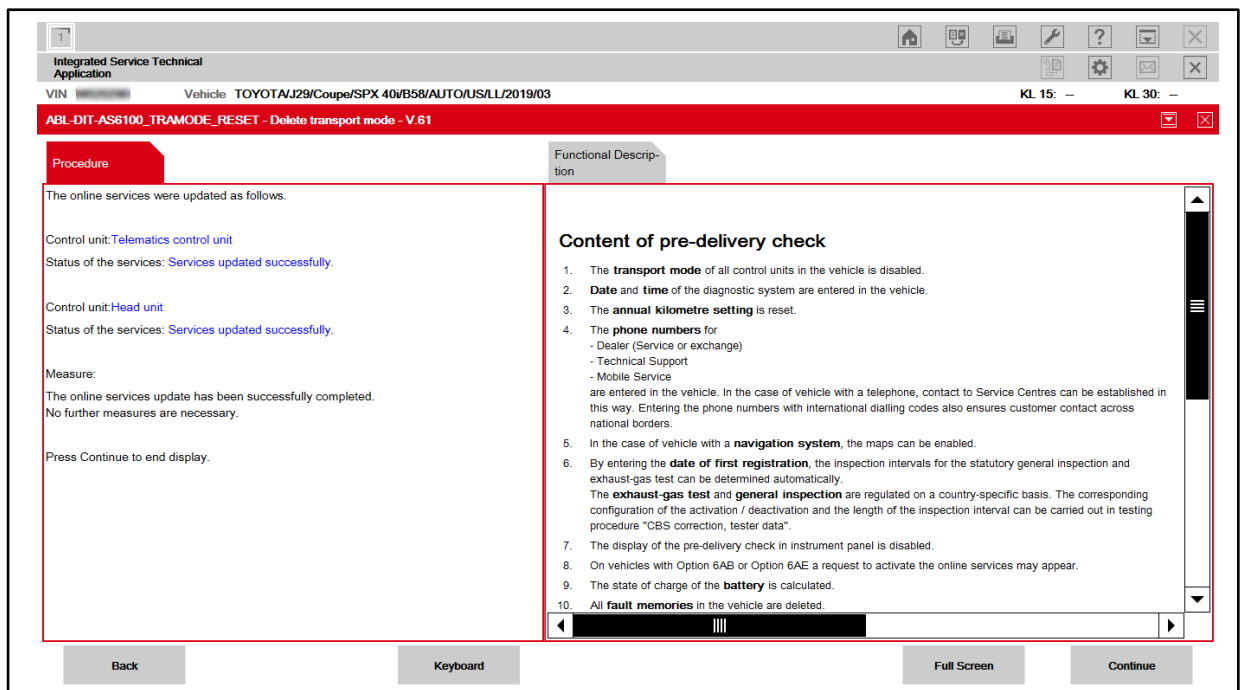 1
Integrated Service Technical
Application
VIN Vehicle TOYOTA/J29/Coupe/SPX 40i/B58/AUTO/US/LL/2019/03 KL 15: – KL 30: –
ABL-DIT-AS6100_TRAMODE_RESET - Delete transport mode - V.61
Procedure
The online services were updated as follows.
Control unit:Telematics control unit
Status of the services: Services updated successfully.
Control unit:Head unit
Status of the services: Services updated successfully.
Measure:
The online services update has been successfully completed.
No further measures are necessary.
Press Continue to end display.
Functional Descrip-
tion
Content of pre-delivery check
1. The transport mode of all control units in the vehicle is disabled.
2. Date and time of the diagnostic system are entered in the vehicle.
3. The annual kilometre setting is reset.
4. The phone numbers for
- Dealer (Service or exchange)
- Technical Support
- Mobile Service
are entered in the vehicle. In the case of vehicle with a telephone, contact to Service Centres can be established in
this way. Entering the phone numbers with international dialling codes also ensures customer contact across
national borders.
5. In the case of vehicle with a navigation system, the maps can be enabled.
6. By entering the date of first registration, the inspection intervals for the statutory general inspection and
exhaust-gas test can be determined automatically.
The exhaust-gas test and general inspection are regulated on a country-specific basis. The corresponding
configuration of the activation / deactivation and the length of the inspection interval can be carried out in testing
procedure "CBS correction, tester data".
7. The display of the pre-delivery check in instrument panel is disabled.
8. On vehicles with Option 6AB or Option 6AE a request to activate the online services may appear.
9. The state of charge of the battery is calculated.
10. All fault memories in the vehicle are deleted.
Back Keyboard Full Screen Continue